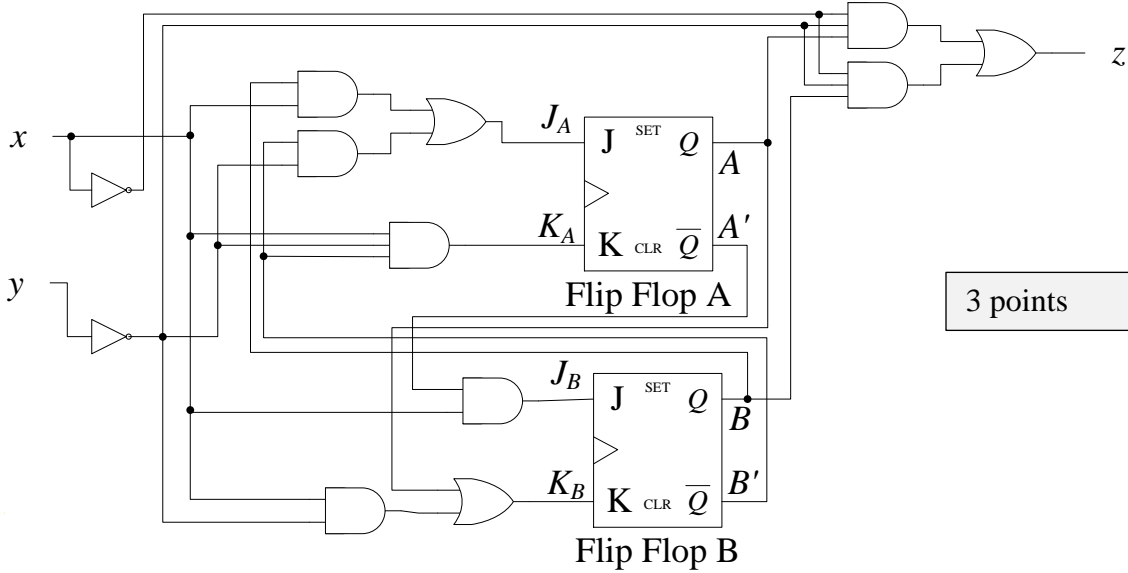 z
x
J_A
J
SET
Q
A
K_A
K
CLR
Q̅
A'
y
Flip Flop A
3 points
J_B
J
SET
Q
B
K_B
K
CLR
Q̅
B'
Flip Flop B